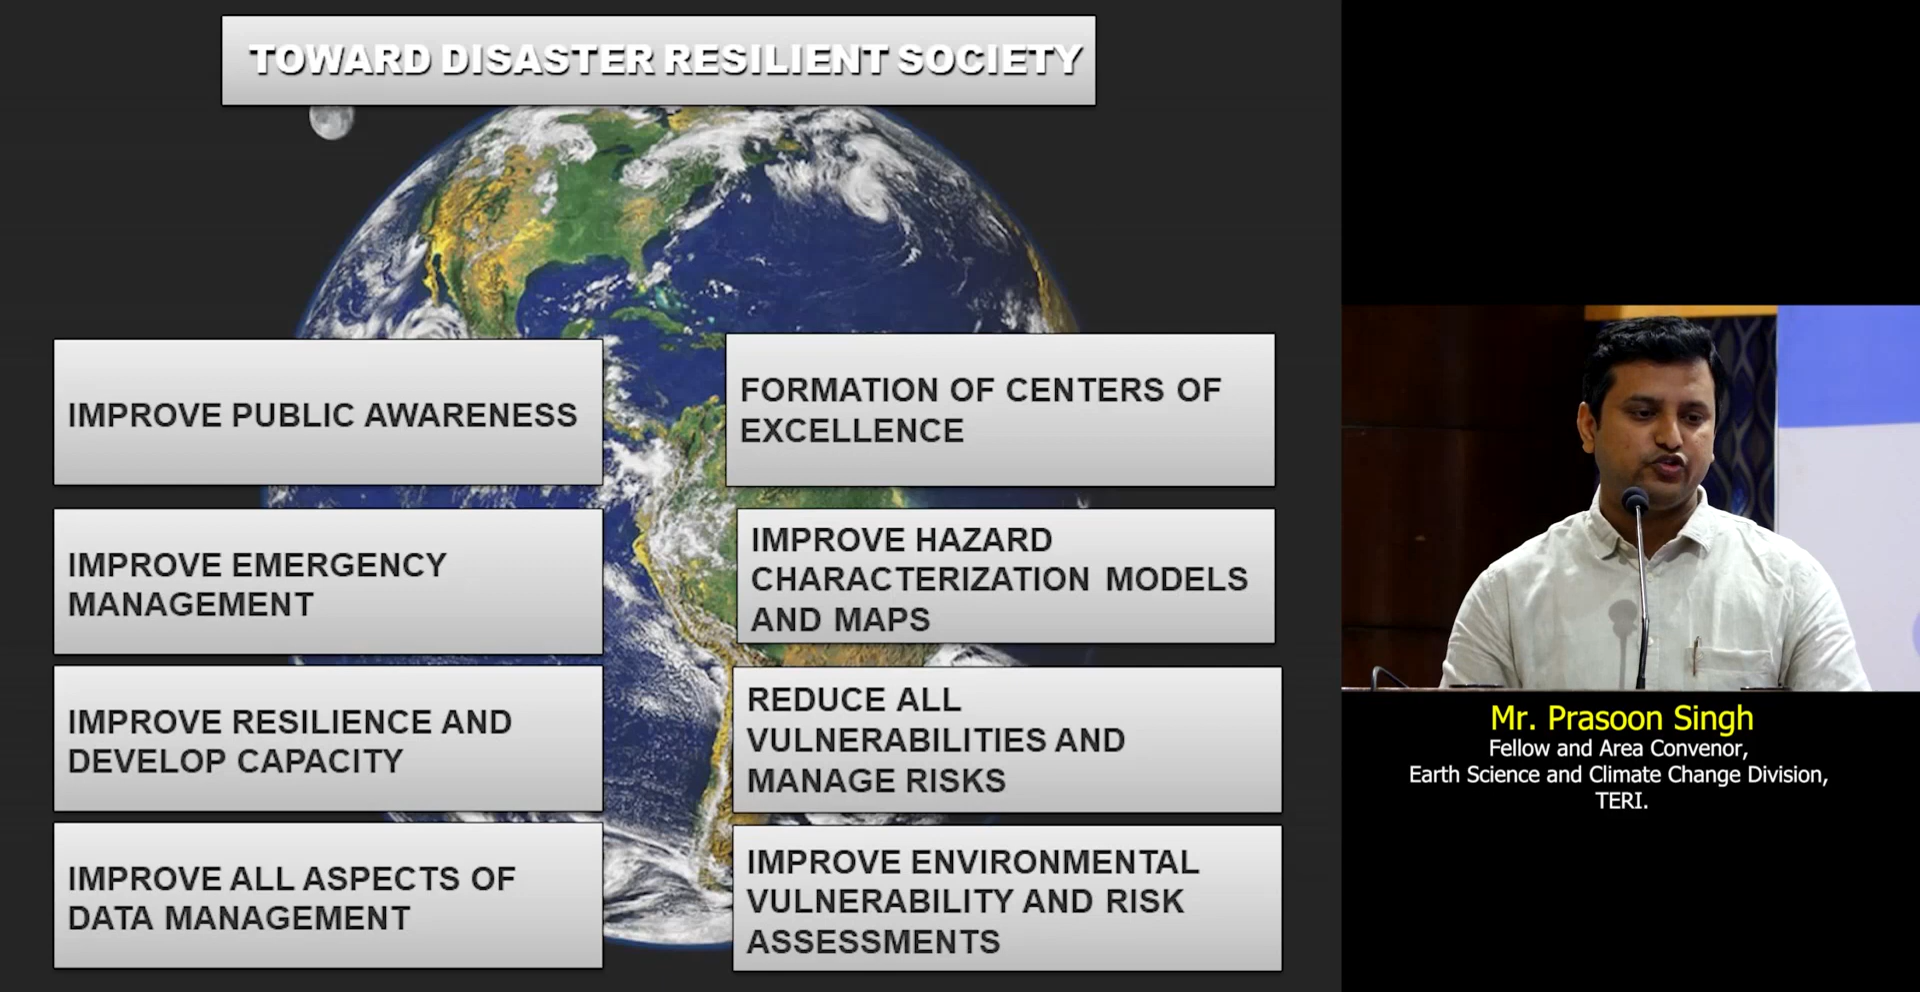 TOWARD DISASTER RESILIENT SOCIETY
IMPROVE PUBLIC AWARENESS
IMPROVE EMERGENCY
MANAGEMENT
IMPROVE RESILIENCE AND
DEVELOP CAPACITY
IMPROVE ALL ASPECTS OF
DATA MANAGEMENT
FORMATION OF CENTERS OF
EXCELLENCE
IMPROVE HAZARD
CHARACTERIZATION MODELS
AND MAPS
REDUCE ALL
VULNERABILITIES AND
MANAGE RISKS
IMPROVE ENVIRONMENTAL
VULNERABILITY AND RISK
ASSESSMENTS
Mr. Prasoon Singh
Fellow and Area Convenor,
Earth Science and Climate Change Division,
TERI.